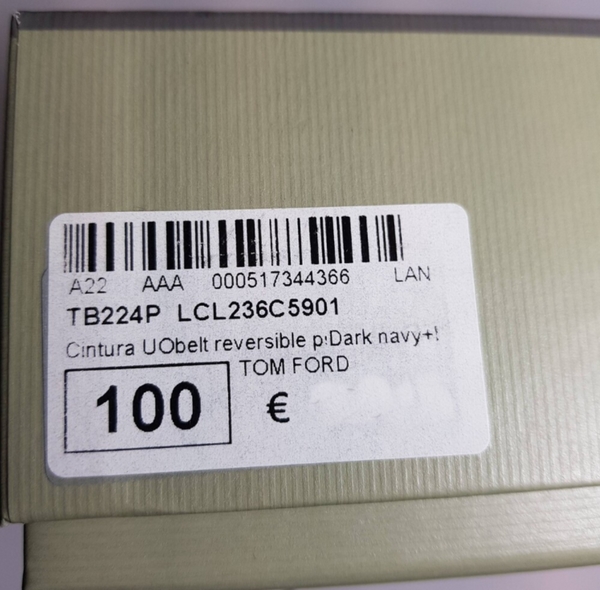 A22 AAA 000517344366 LAN
TB224P LCL236C5901
Cintura UObelt reversible p:Dark navy+!
TOM FORD
100 €